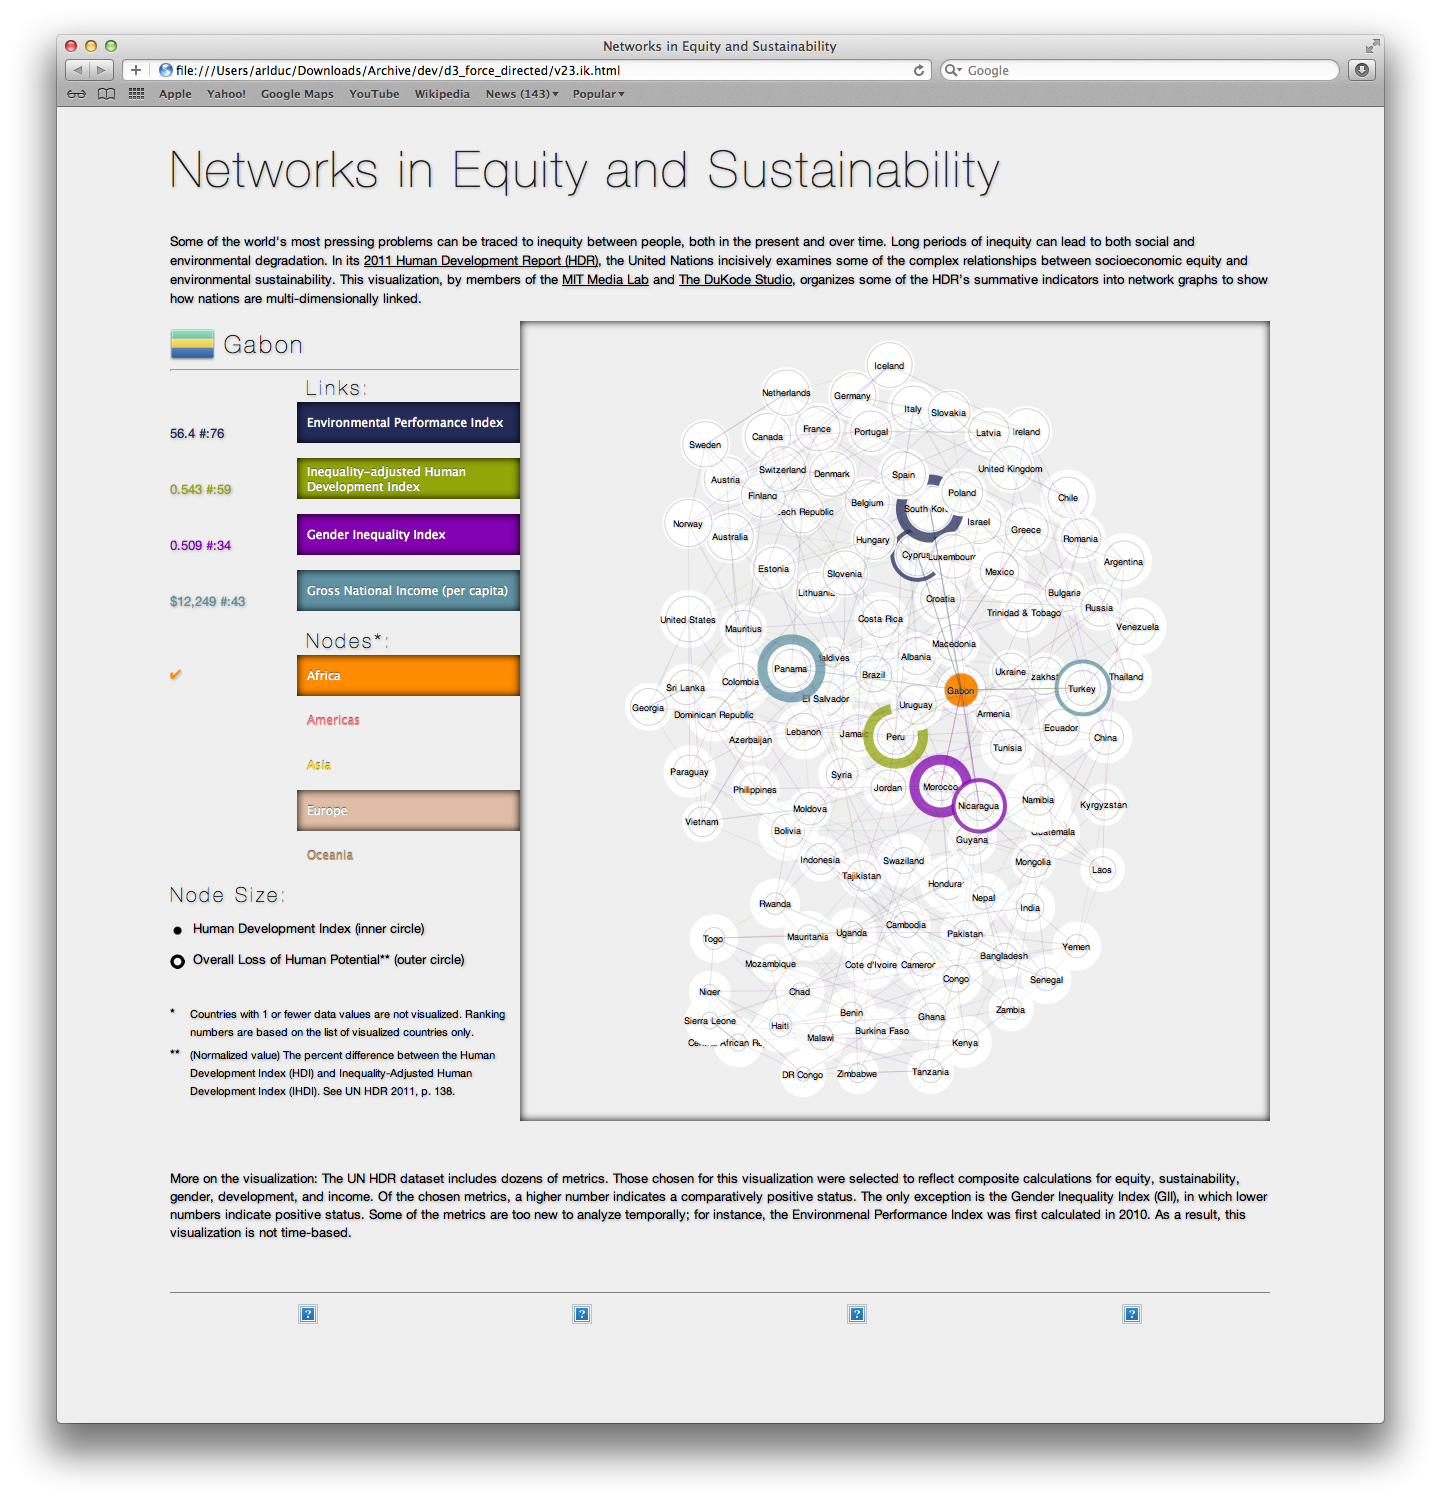 Networks in Equity and Sustainability
file:///Users/arlduc/Downloads/Archive/dev/d3_force_directed/v23.ik.html
Google
Apple Yahoo! Google Maps YouTube Wikipedia News (143) Popular
Networks in Equity and Sustainability
Some of the world's most pressing problems can be traced to inequity between people, both in the present and over time. Long periods of inequity can lead to both social and
environmental degradation. In its 2011 Human Development Report (HDR), the United Nations incisively examines some of the complex relationships between socioeconomic equity and
environmental sustainability. This visualization, by members of the MIT Media Lab and The DuKode Studio, organizes some of the HDR's summative indicators into network graphs to show
how nations are multi-dimensionally linked.
Gabon
Links:
Environmental Performance Index
56.4 #:76
Inequality-adjusted Human
Development Index
0.543 #:59
Gender Inequality Index
0.509 #:34
Gross National Income (per capita)
$12,249 #:43
Nodes*:
Africa
Americas
Asia
Europe
Oceania
Node Size:
Human Development Index (inner circle)
Overall Loss of Human Potential** (outer circle)
* Countries with 1 or fewer data values are not visualized. Ranking
numbers are based on the list of visualized countries only.
** (Normalized value) The percent difference between the Human
Development Index (HDI) and Inequality-Adjusted Human
Development Index (IHDI). See UN HDR 2011, p. 138.
Iceland
Netherlands
Germany
Italy
Slovakia
France
Portugal
Latvia
Ireland
Canada
Sweden
Switzerland
Denmark
Spain
United Kingdom
Austria
Finland
Poland
Chile
Belgium
South Kor
ech Republic
Norway
Israel
Greece
Australia
Hungary
Romania
Cyprus
Luxembour
Argentina
Estonia
Slovenia
Mexico
Lithuania
Croatia
Bulgaria
Russia
Trinidad & Tobago
United States
Mauritius
Costa Rica
Venezuela
Macedonia
aldives
Albania
Panama
Brazil
Ukraine
zakhst
Thailand
Colombia
Sri Lanka
Gabon
Turkey
El Salvador
Uruguay
Georgia
Dominican Republic
Armenia
Ecuador
Azerbaijan
Lebanon
Jamaic
Peru
China
Tunisia
Paraguay
Syria
Philippines
Jordan
Morocco
Nicaragua
Namibia
Kyrgyzstan
Moldova
Vietnam
Bolivia
Guatemala
Guyana
Indonesia
Swaziland
Mongolia
Laos
Tajikistan
Hondura
Nepal
Rwanda
India
Cambodia
Togo
Mauritania
Uganda
Pakistan
Yemen
Bangladesh
Mozambique
Cote d'Ivoire
Cameroc
Congo
Senegal
Niger
Chad
Zambia
Benin
Ghana
Sierra Leone
Haiti
Burkina Faso
Malawi
Central African Re
Kenya
DR Congo
Zimbabwe
Tanzania
More on the visualization: The UN HDR dataset includes dozens of metrics. Those chosen for this visualization were selected to reflect composite calculations for equity, sustainability,
gender, development, and income. Of the chosen metrics, a higher number indicates a comparatively positive status. The only exception is the Gender Inequality Index (GII), in which lower
numbers indicate positive status. Some of the metrics are too new to analyze temporally; for instance, the Environmenal Performance Index was first calculated in 2010. As a result, this
visualization is not time-based.